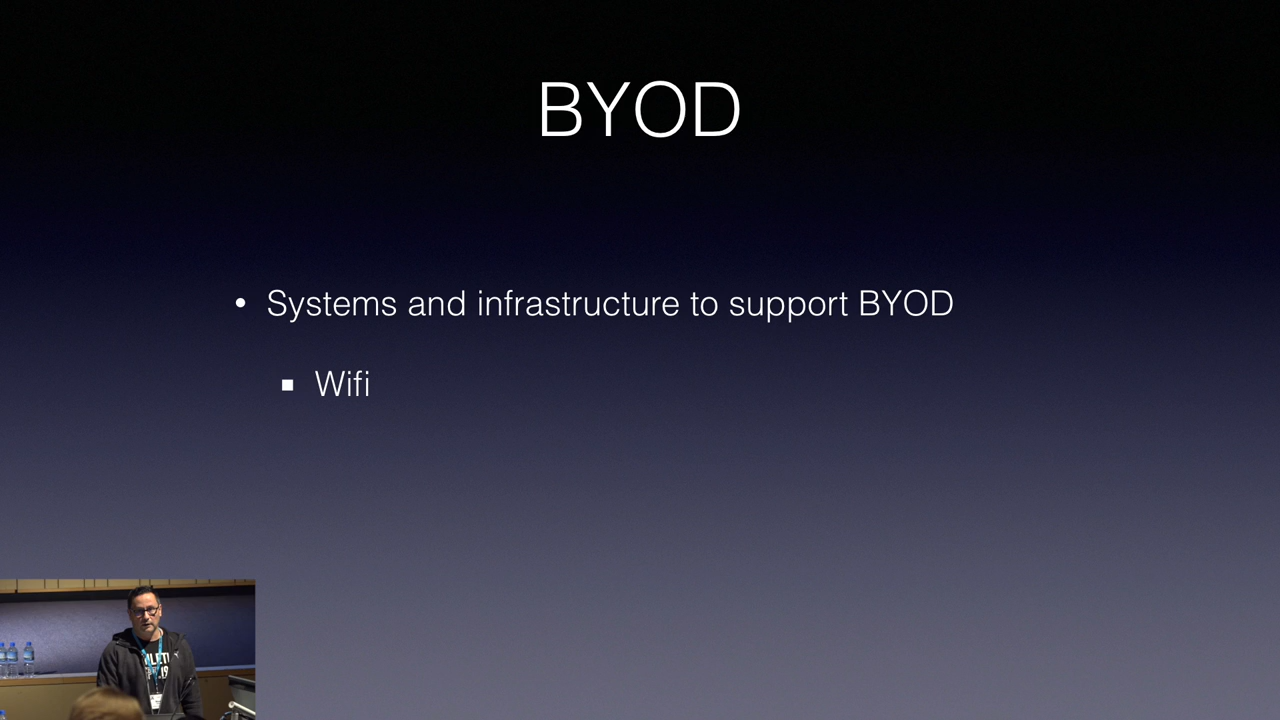 BYOD
• Systems and infrastructure to support BYOD
▪ Wifi